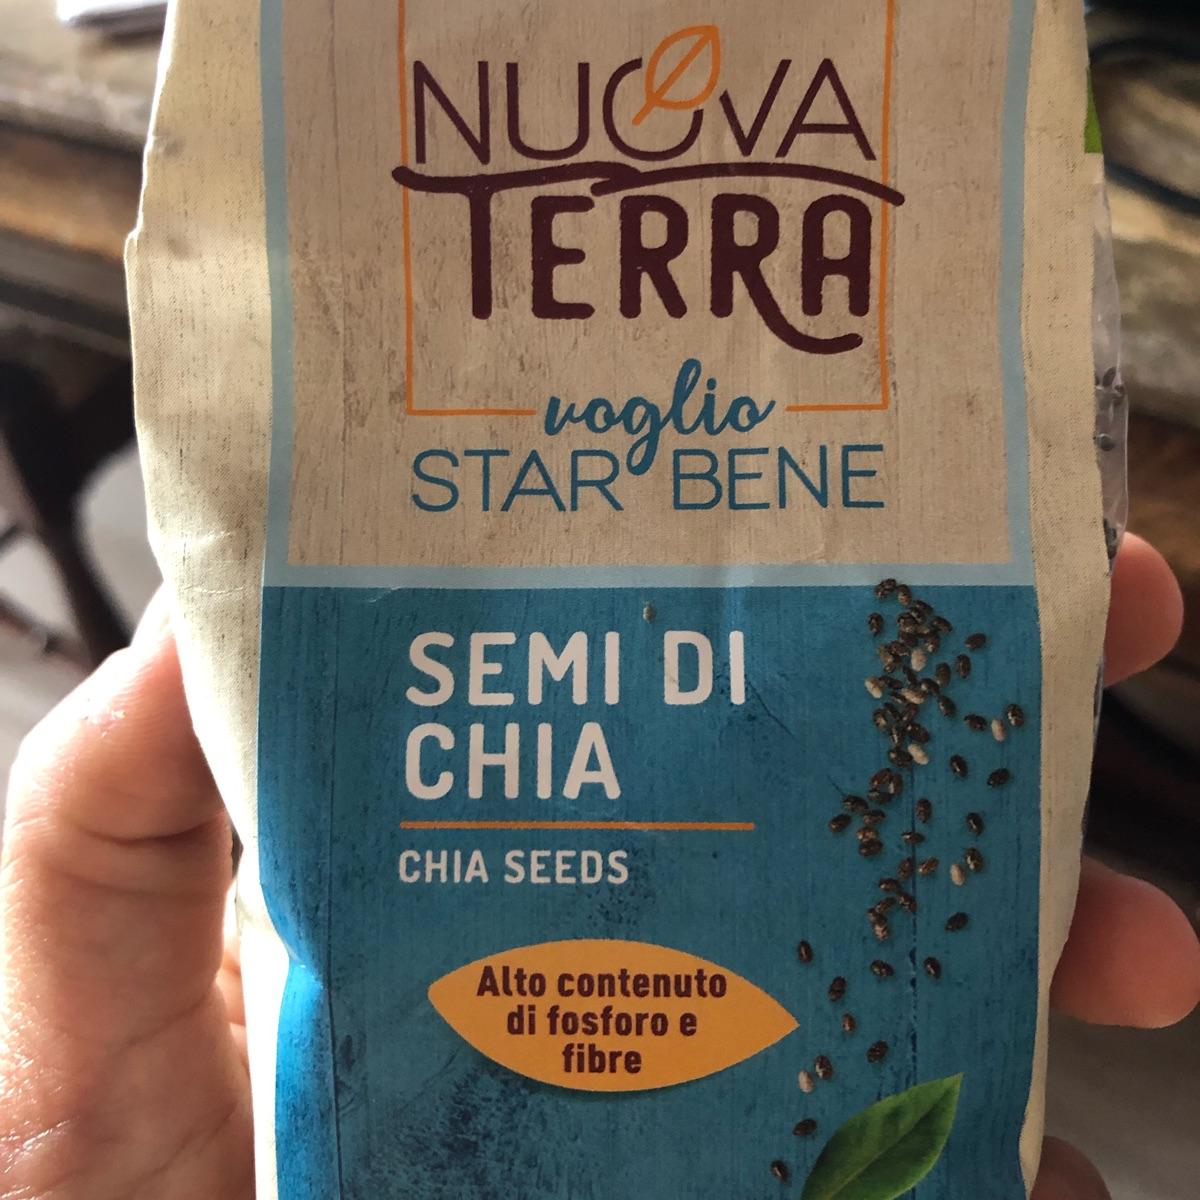 NUOVA
TERRA
voglio
STAR BENE
SEMI DI
CHIA
CHIA SEEDS
Alto contenuto
di fosforo e
fibre